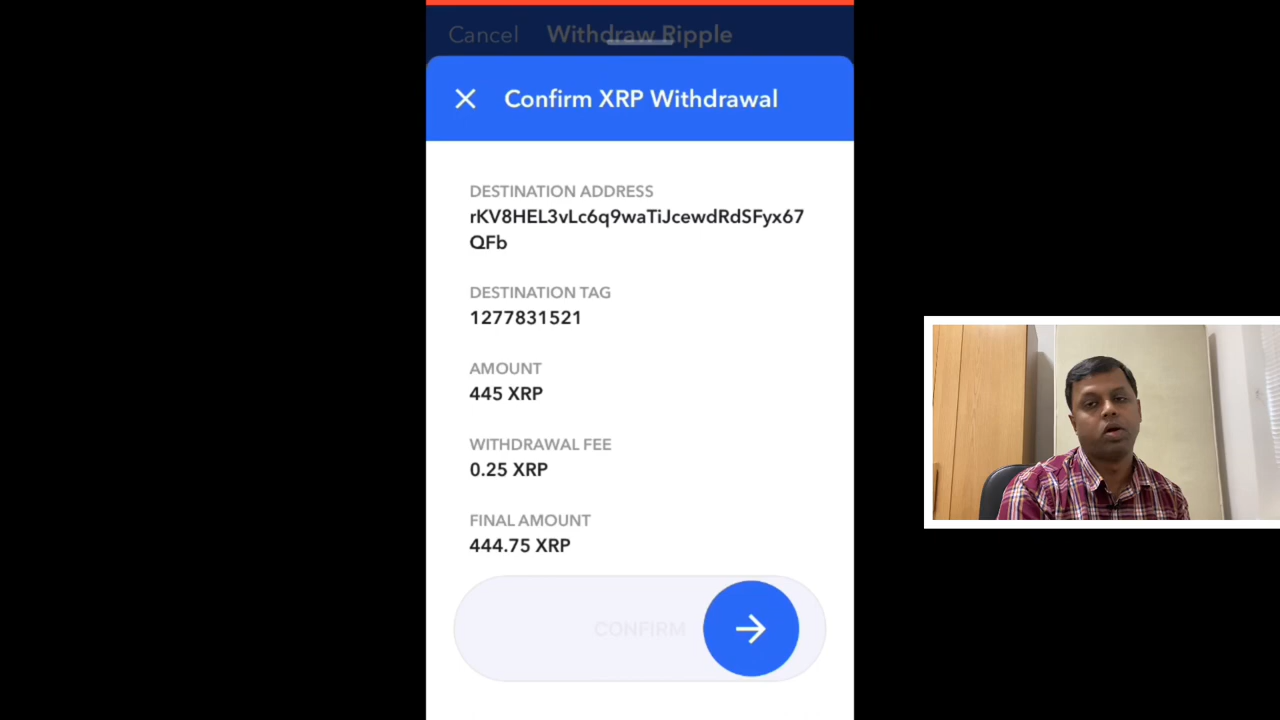 Cancel Withdraw Ripple
Confirm XRP Withdrawal
DESTINATION ADDRESS
rKV8HEL3vLc6q9waTiJcewdRdSFyx67
QFb
DESTINATION TAG
1277831521
AMOUNT
445 XRP
WITHDRAWAL FEE
0.25 XRP
FINAL AMOUNT
444.75 XRP
CONFIRM